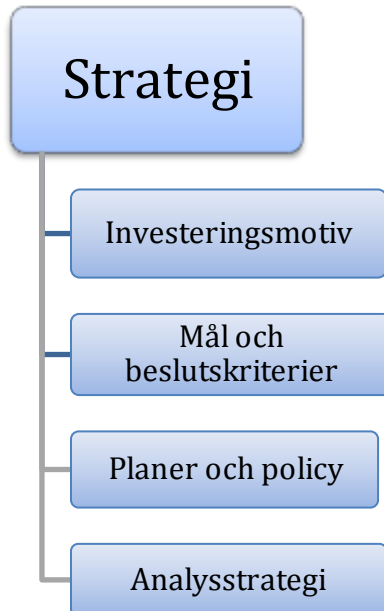 Strategi
Investeringsmotiv
Mål och
beslutskriterier
Planer och policy
Analysstrategi